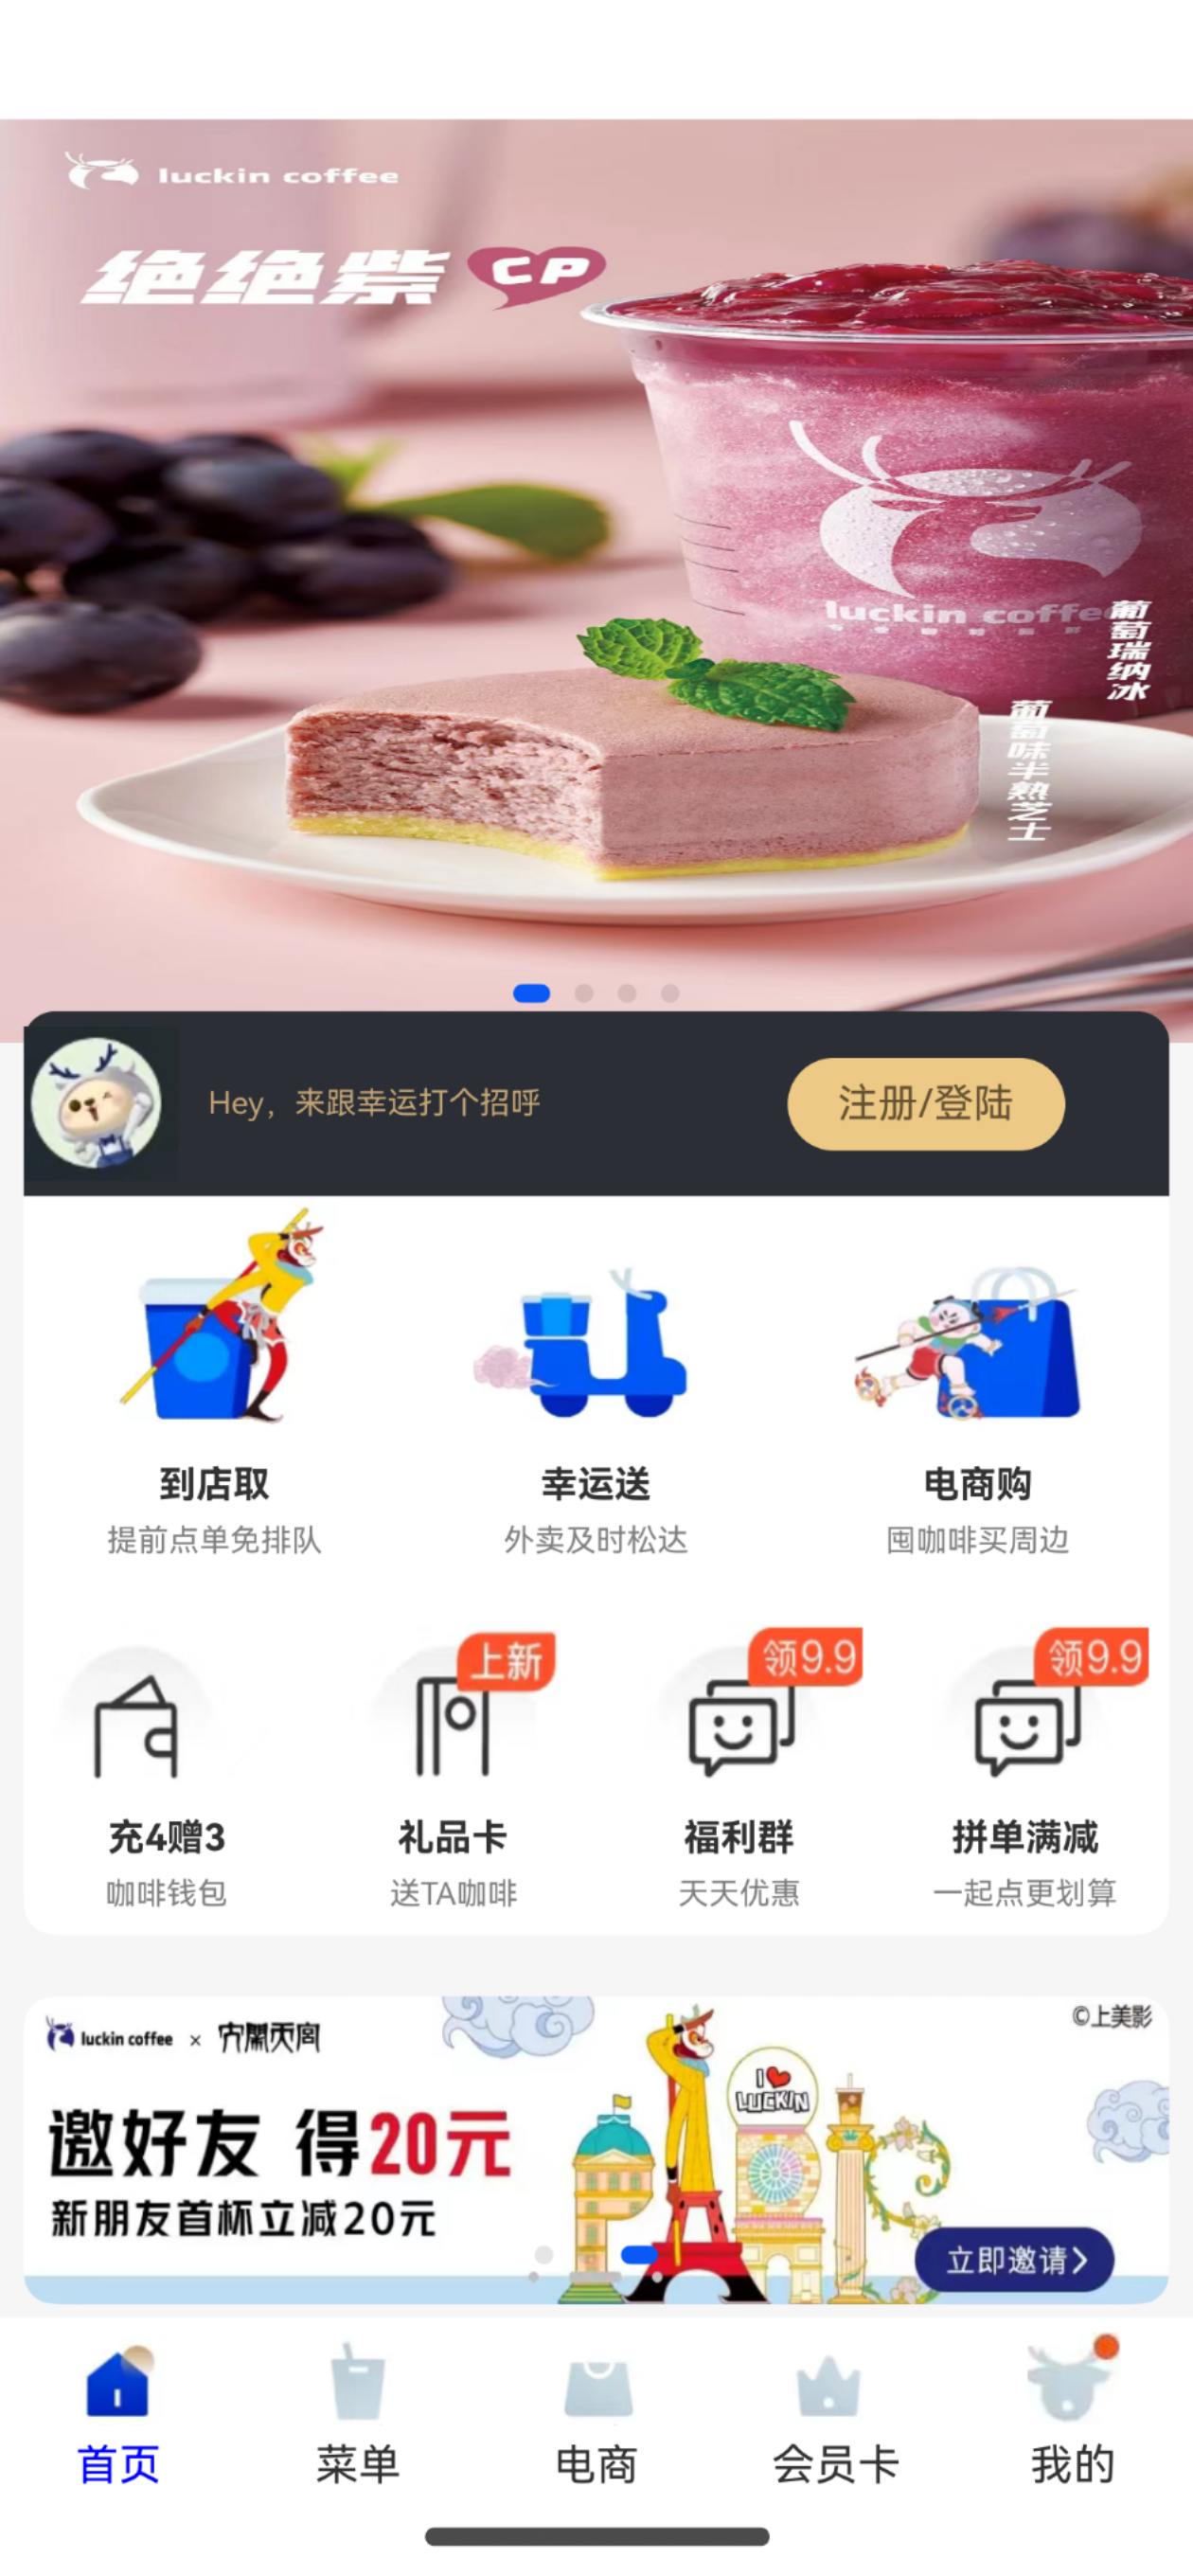 luckin coffee
绝绝紫 CP
luckin coffee
葡萄瑞纳冰
葡萄味半熟芝士
Hey，来跟幸运打个招呼
注册/登陆
到店取
幸运送
电商购
提前点单免排队
外卖及时松达
囤咖啡买周边
上新
领9.9
领9.9
充4赠3
礼品卡
福利群
拼单满减
咖啡钱包
送TA咖啡
天天优惠
一起点更划算
luckin coffee × 大闹天宫
©上美影
I LUCKIN
邀好友 得20元
新朋友首杯立减20元
立即邀请
首页
菜单
电商
会员卡
我的